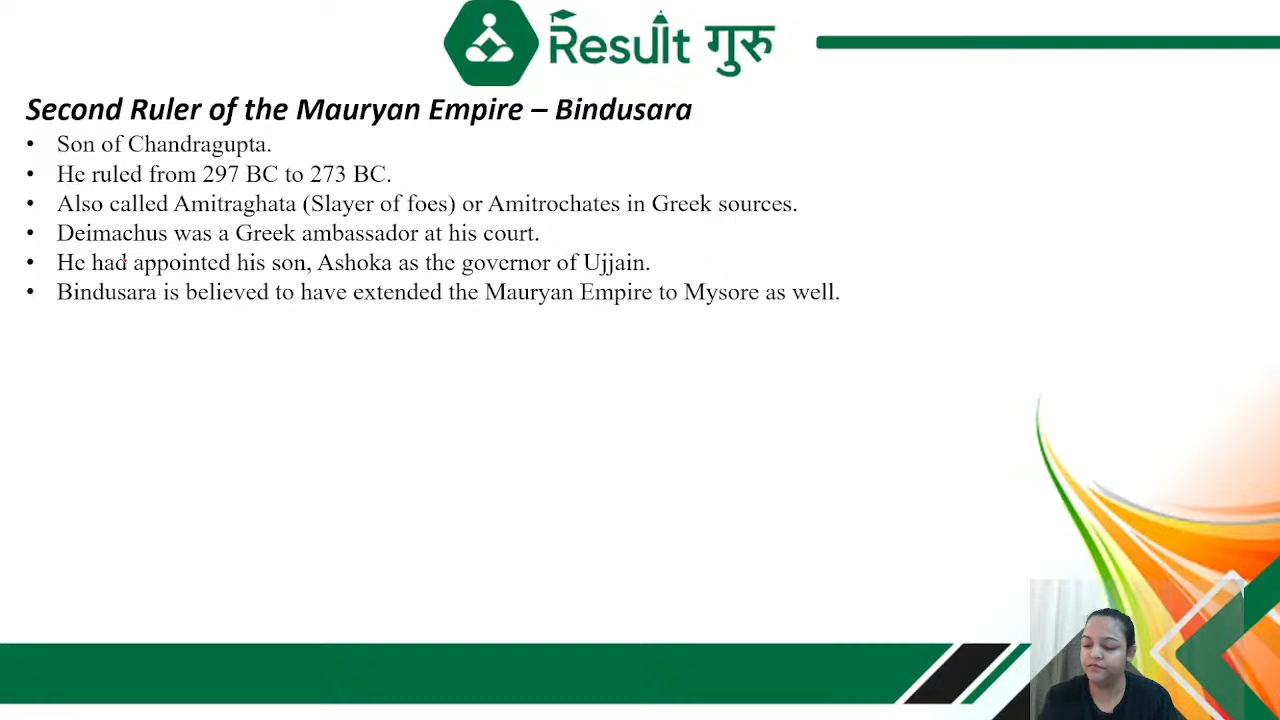 Result गुरु
Second Ruler of the Mauryan Empire – Bindusara
• Son of Chandragupta.
• He ruled from 297 BC to 273 BC.
• Also called Amitraghata (Slayer of foes) or Amitrochates in Greek sources.
• Deimachus was a Greek ambassador at his court.
• He had appointed his son, Ashoka as the governor of Ujjain.
• Bindusara is believed to have extended the Mauryan Empire to Mysore as well.